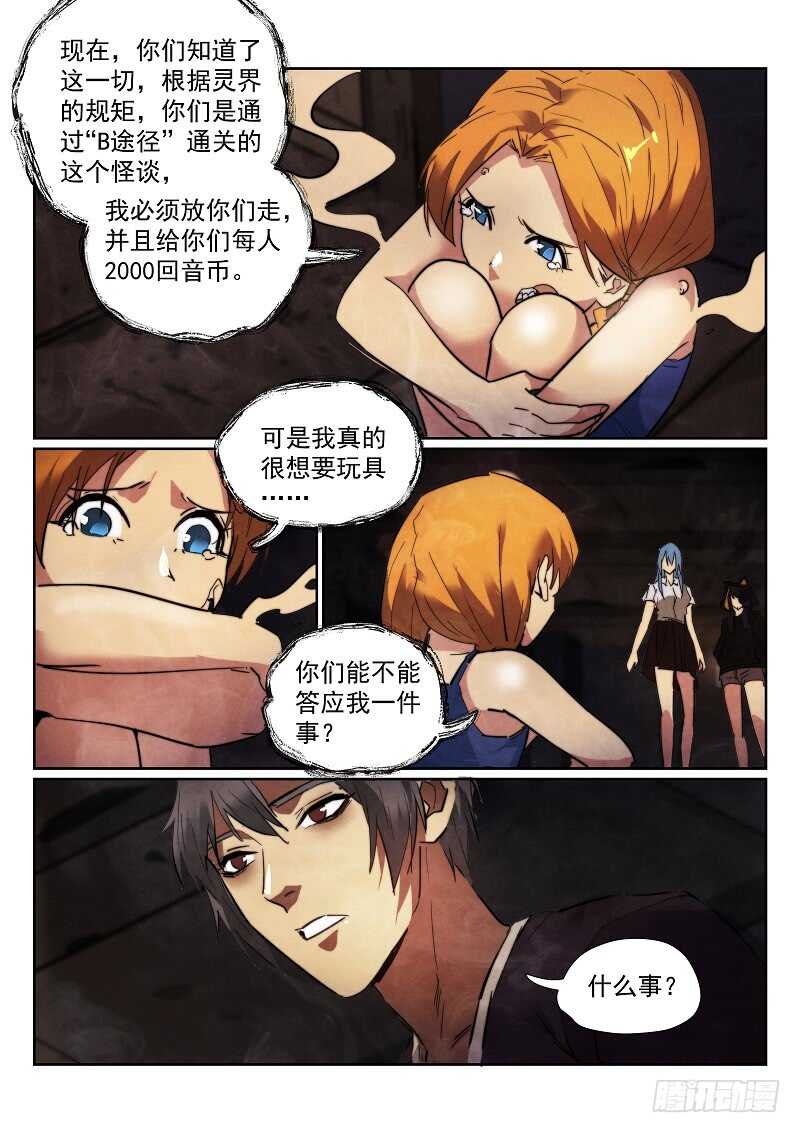 现在，你们知道了
这一切，根据灵界
的规矩，你们是通
过“B途径”通关的
这个怪谈，
我必须放你们走，
并且给你们每人
2000回音币。
可是我真的
很想要玩具
……
你们能不能
答应我一件
事？
什么事？
腾讯动漫